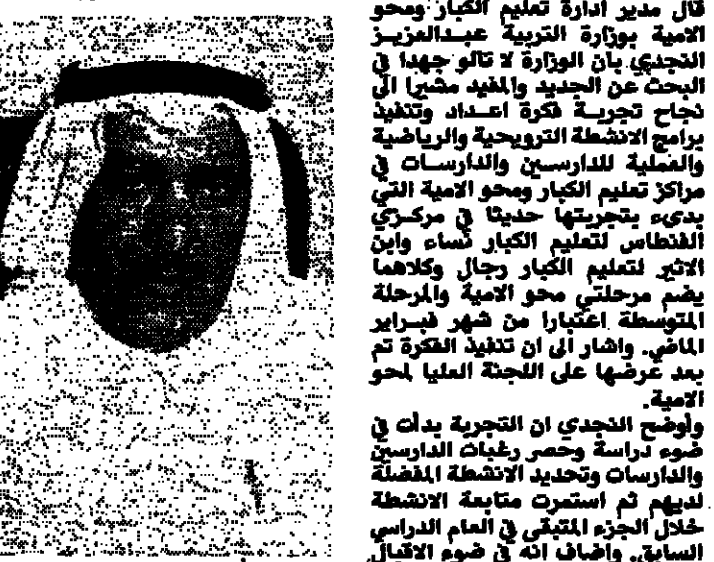 قال مدير ادارة تعليم الكبار ومحو
الامية بوزارة التربية عبدالعزيز
النجدي بان الوزارة لا تالو جهدا في
البحث عن الجديد والمفيد مشيرا الى
نجاح تجربة فكرة اعداد وتنفيذ
برامج الانشطة الترويحية والرياضية
والعملية للدارسين والدارسات في
مراكز تعليم الكبار ومحو الامية التي
بدىء بتجربتها حديثا في مركزي
الفنطاس لتعليم الكبار نساء وابن
الاثير لتعليم الكبار رجال وكلاهما
يضم مرحلتي محو الامية والمرحلة
المتوسطة اعتبارا من شهر فبراير
الماضي. واشار الى ان تنفيذ الفكرة تم
بعد عرضها على اللجنة العليا لمحو
الامية.
وأوضح النجدي ان التجربة بدأت في
ضوء دراسة وحصر رغبات الدارسين
والدارسات وتحديد الانشطة المفضلة
لديهم ثم استمرت متابعة الانشطة
خلال الجزء المتبقي في العام الدراسي
السابق. واضاف انه في ضوء الاقبال